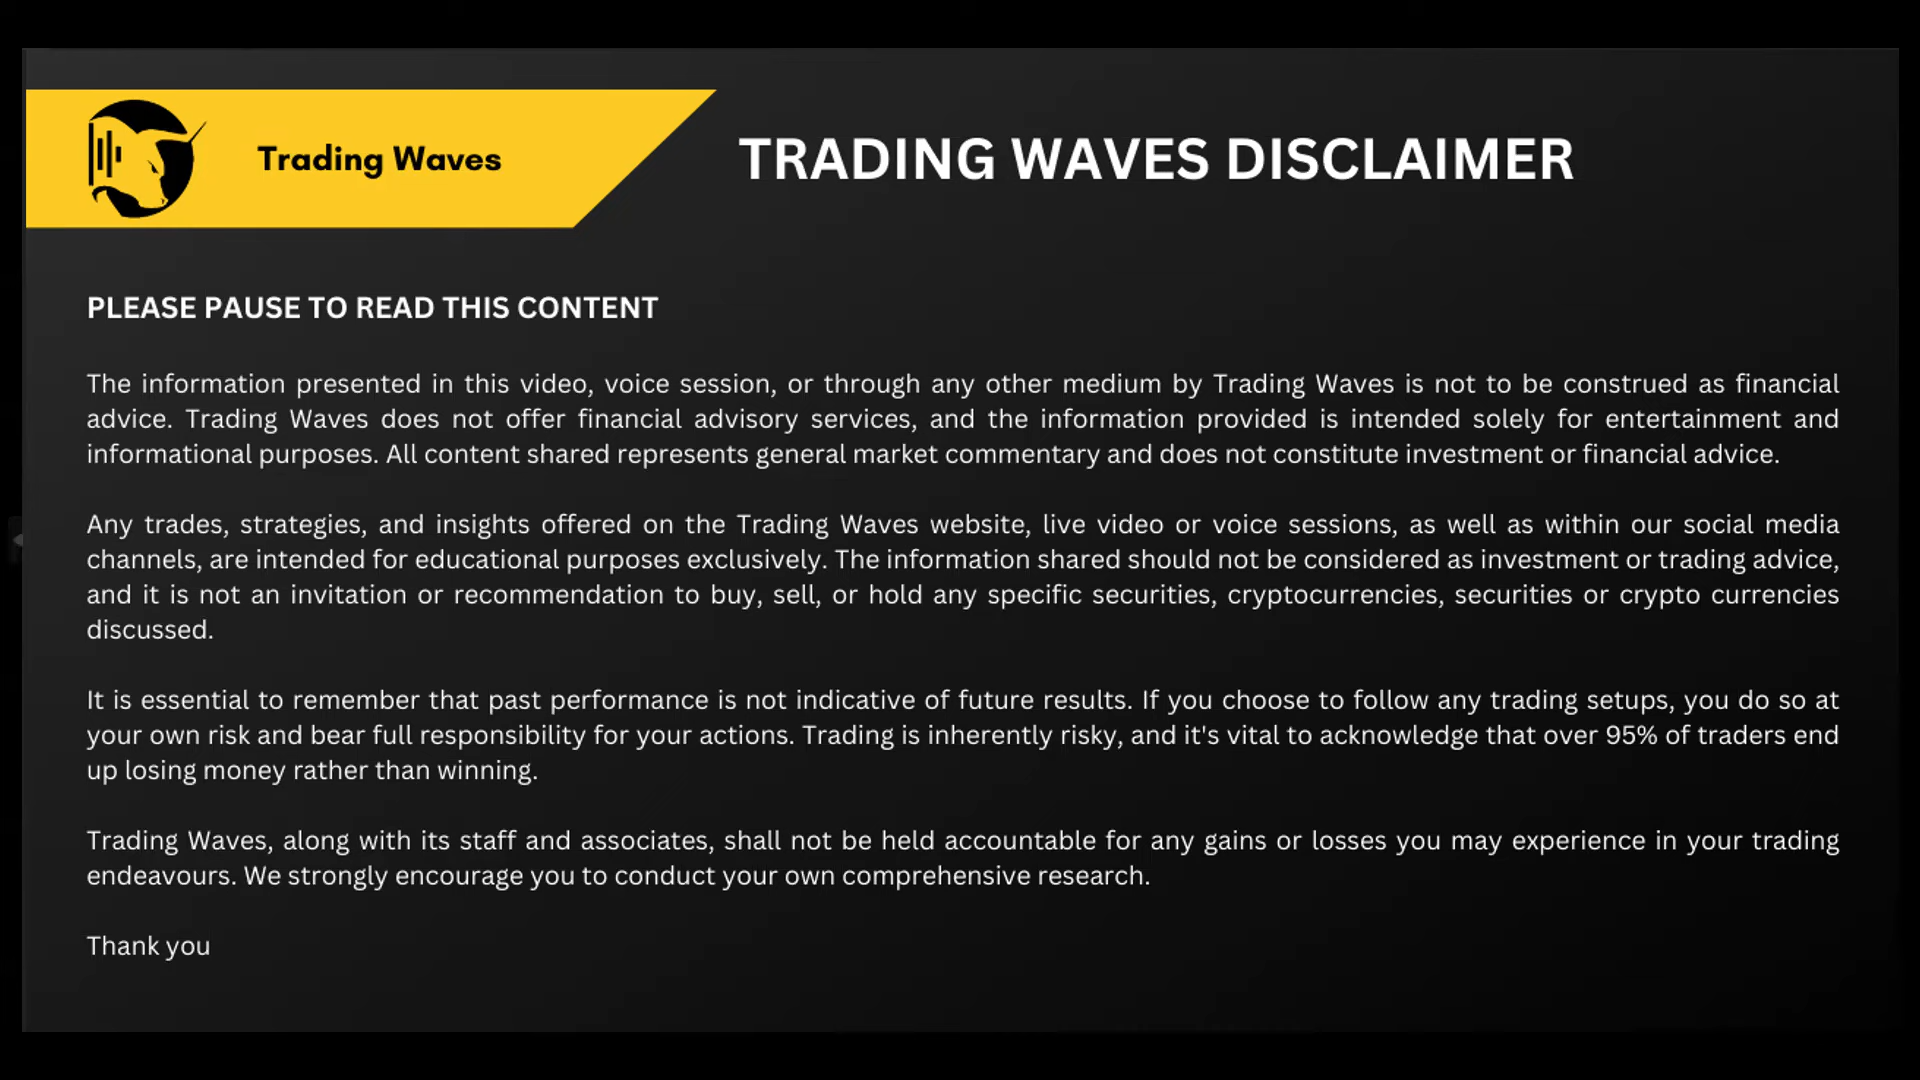 Trading Waves
TRADING WAVES DISCLAIMER
PLEASE PAUSE TO READ THIS CONTENT
The information presented in this video, voice session, or through any other medium by Trading Waves is not to be construed as financial
advice. Trading Waves does not offer financial advisory services, and the information provided is intended solely for entertainment and
informational purposes. All content shared represents general market commentary and does not constitute investment or financial advice.
Any trades, strategies, and insights offered on the Trading Waves website, live video or voice sessions, as well as within our social media
channels, are intended for educational purposes exclusively. The information shared should not be considered as investment or trading advice,
and it is not an invitation or recommendation to buy, sell, or hold any specific securities, cryptocurrencies, securities or crypto currencies
discussed.
It is essential to remember that past performance is not indicative of future results. If you choose to follow any trading setups, you do so at
your own risk and bear full responsibility for your actions. Trading is inherently risky, and it's vital to acknowledge that over 95% of traders end
up losing money rather than winning.
Trading Waves, along with its staff and associates, shall not be held accountable for any gains or losses you may experience in your trading
endeavours. We strongly encourage you to conduct your own comprehensive research.
Thank you